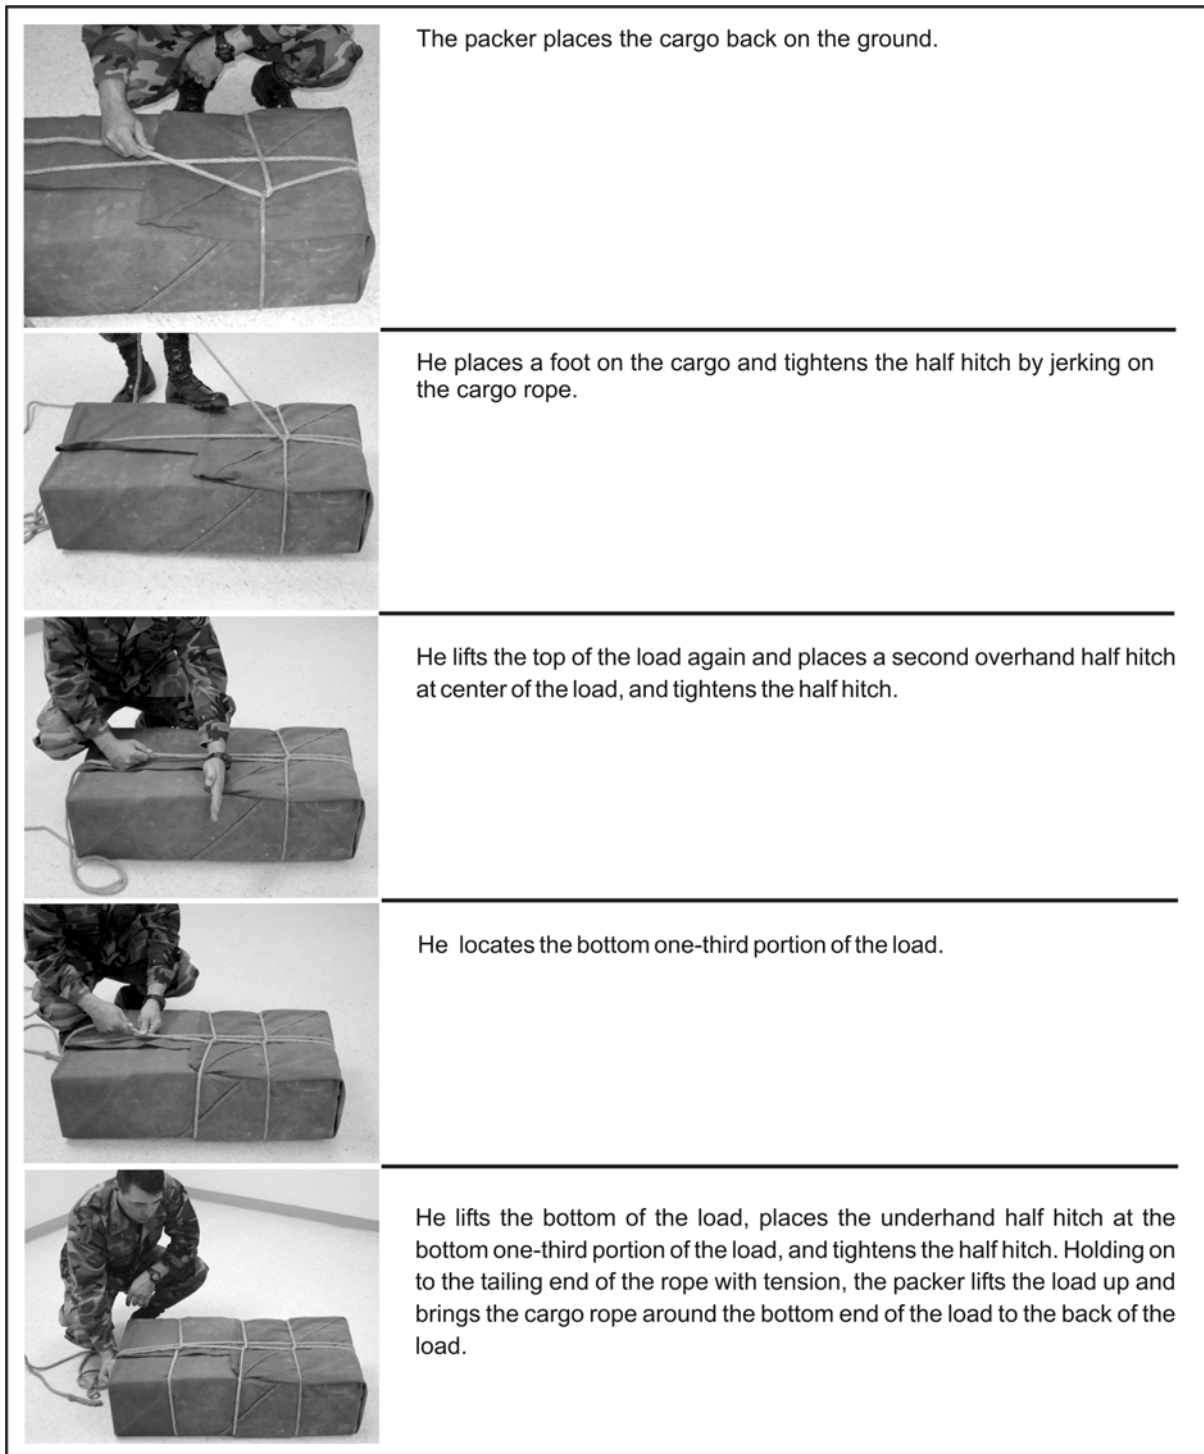 The packer places the cargo back on the ground.
He places a foot on the cargo and tightens the half hitch by jerking on
the cargo rope.
He lifts the top of the load again and places a second overhand half hitch
at center of the load, and tightens the half hitch.
He locates the bottom one-third portion of the load.
He lifts the bottom of the load, places the underhand half hitch at the
bottom one-third portion of the load, and tightens the half hitch. Holding on
to the tailing end of the rope with tension, the packer lifts the load up and
brings the cargo rope around the bottom end of the load to the back of the
load.